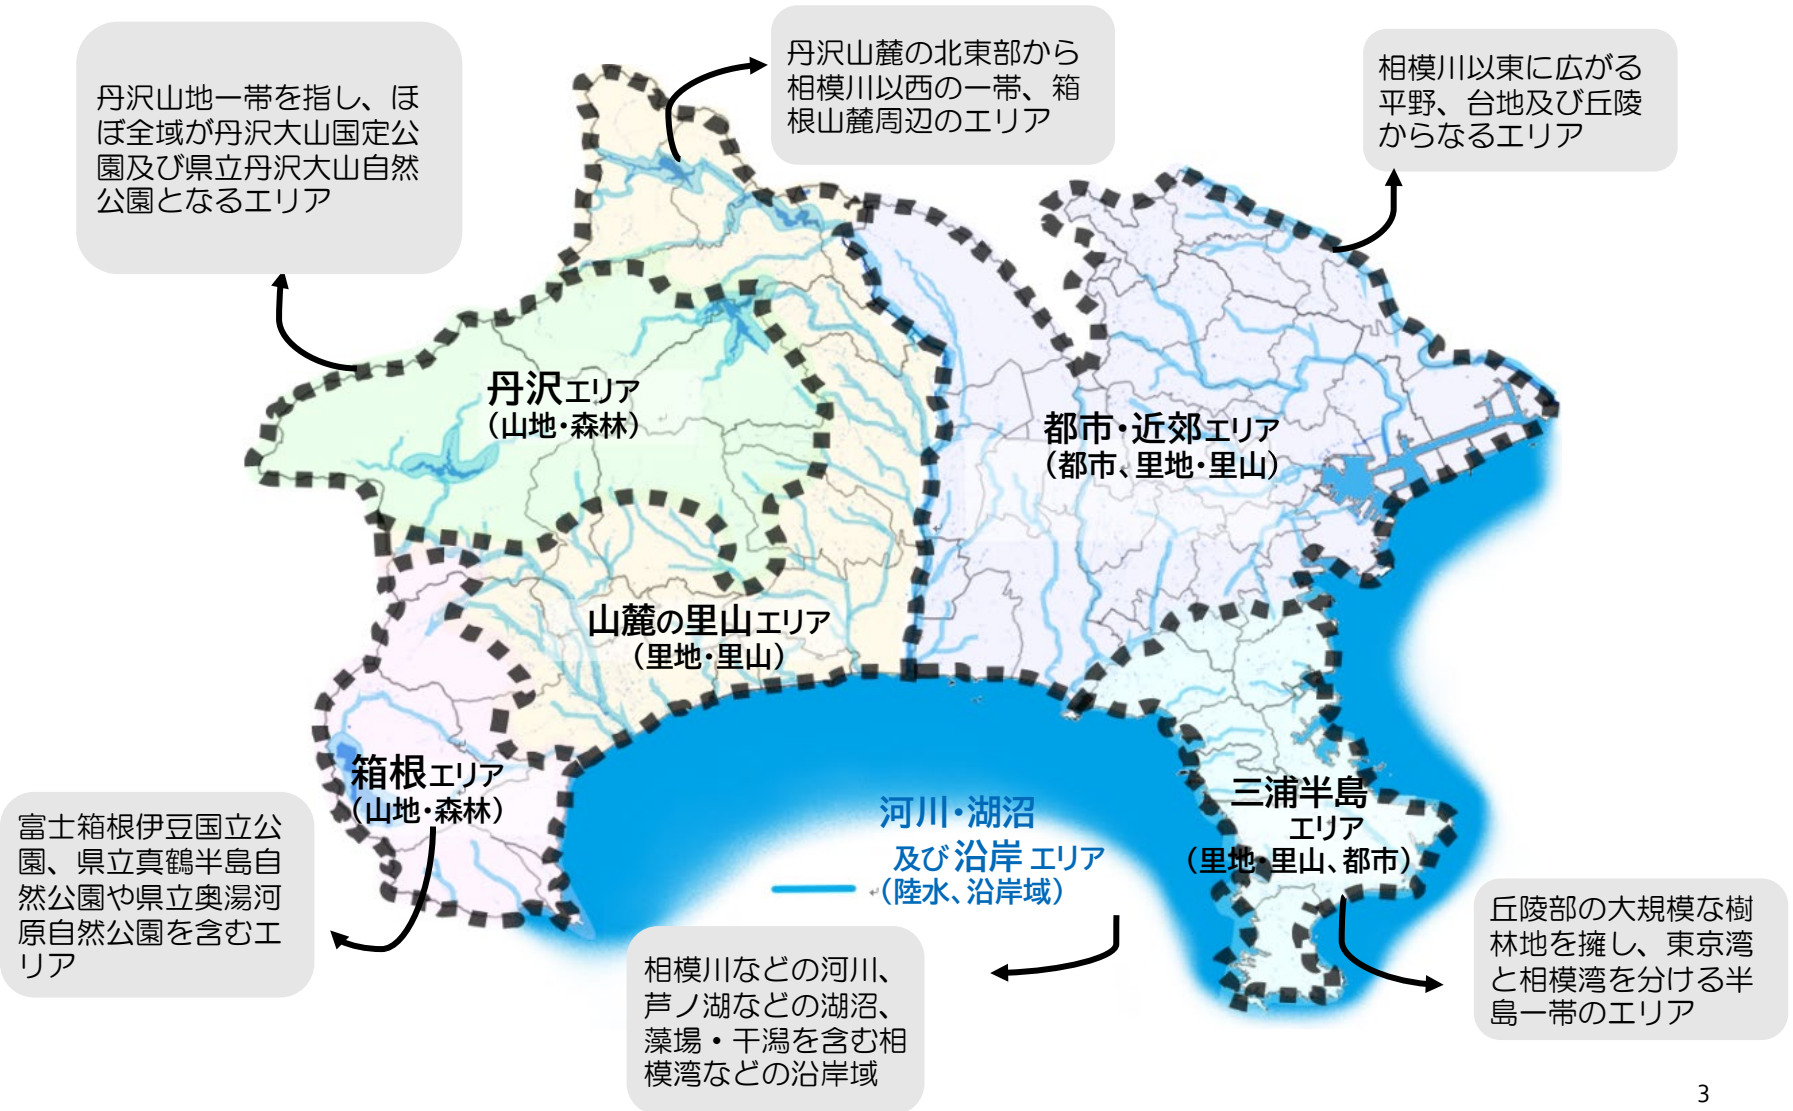 丹沢山地一帯を指し、ほ
ぼ全域が丹沢大山国定公
園及び県立丹沢大山自然
公園となるエリア
丹沢山麓の北東部から
相模川以西の一帯、箱
根山麓周辺のエリア
相模川以東に広がる
平野、台地及び丘陵
からなるエリア
丹沢エリア
（山地・森林）
都市・近郊エリア
（都市、里地・里山）
山麓の里山エリア
（里地・里山）
箱根エリア
（山地・森林）
三浦半島
エリア
（里地・里山、都市）
河川・湖沼
及び 沿岸 エリア
（陸水、沿岸域）
富士箱根伊豆国立公
園、県立真鶴半島自
然公園や県立奥湯河
原自然公園を含むエ
リア
相模川などの河川、
芦ノ湖などの湖沼、
藻場・干潟を含む相
模湾などの沿岸域
丘陵部の大規模な樹
林地を擁し、東京湾
と相模湾を分ける半
島一帯のエリア
3